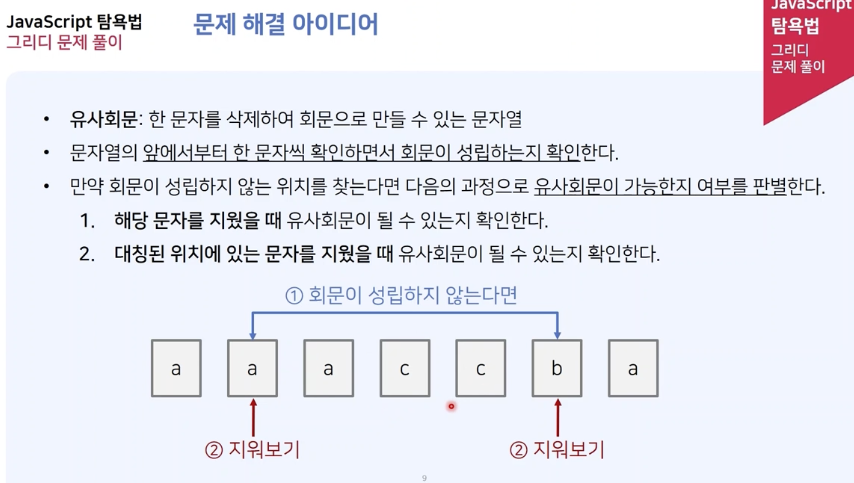 JavaScript 탐욕법
그리디 문제 풀이
문제 해결 아이디어
JavaScript
탐욕법
그리디
문제 풀이
• 유사회문: 한 문자를 삭제하여 회문으로 만들 수 있는 문자열
• 문자열의 앞에서부터 한 문자씩 확인하면서 회문이 성립하는지 확인한다.
• 만약 회문이 성립하지 않는 위치를 찾는다면 다음의 과정으로 유사회문이 가능한지 여부를 판별한다.
1. 해당 문자를 지웠을 때 유사회문이 될 수 있는지 확인한다.
2. 대칭된 위치에 있는 문자를 지웠을 때 유사회문이 될 수 있는지 확인한다.
① 회문이 성립하지 않는다면
a a a c c b a
② 지워보기 ② 지워보기
9